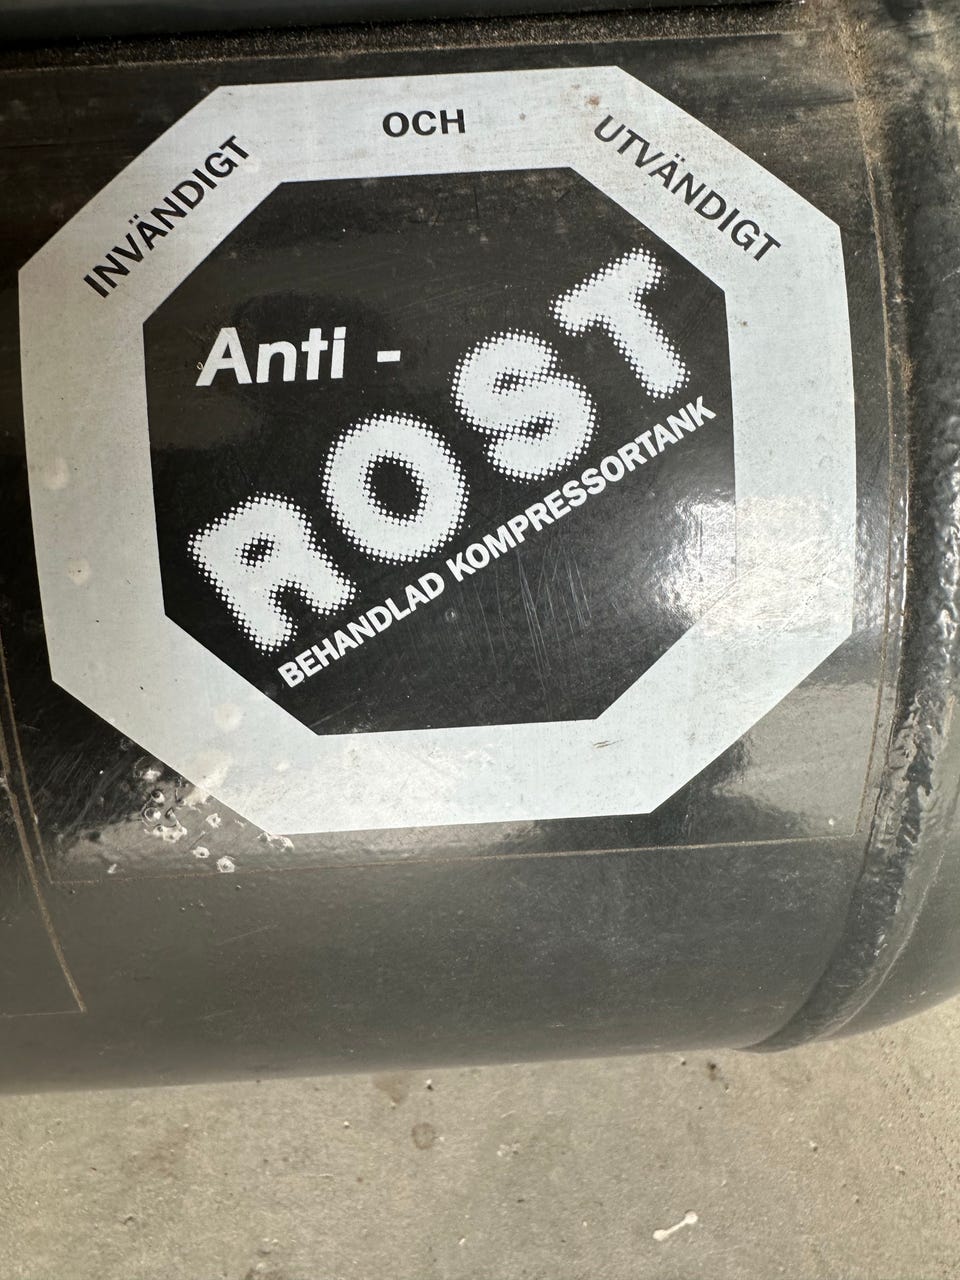 INVÄNDIGT OCH UTVÄNDIGT
Anti -
ROST
BEHANDLAD KOMPRESSORTANK